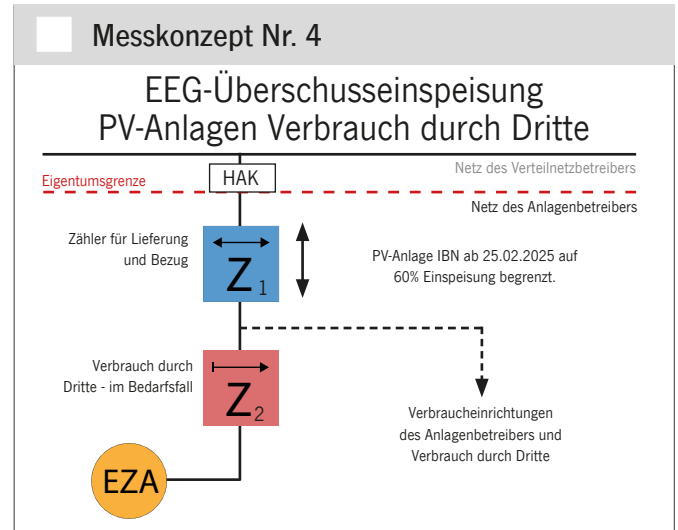 Messkonzept Nr. 4
EEG-Überschusseinspeisung
PV-Anlagen Verbrauch durch Dritte
Netz des Verteilnetzbetreibers
Eigentumsgrenze
HAK
Netz des Anlagenbetreibers
Zähler für Lieferung
und Bezug
Z1
PV-Anlage IBN ab 25.02.2025 auf
60% Einspeisung begrenzt.
Verbrauch durch
Dritte - im Bedarfsfall
Z2
Verbraucheinrichtungen
des Anlagenbetreibers und
Verbrauch durch Dritte
EZA